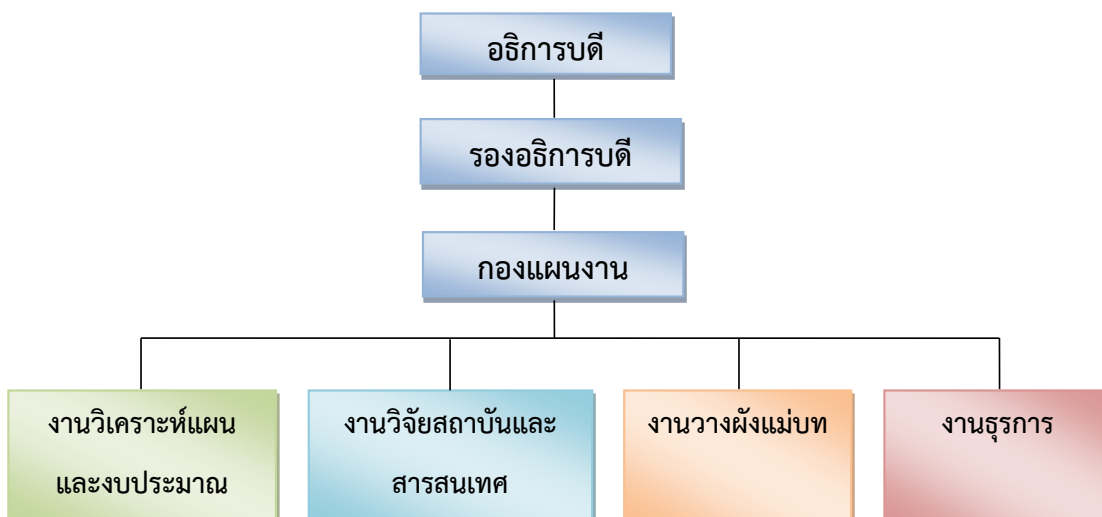 อธิการบดี
รองอธิการบดี
กองแผนงาน
งานวิเคราะห์แผน
และงบประมาณ
งานวิจัยสถาบันและ
สารสนเทศ
งานวางผังแม่บท
งานธุรการ